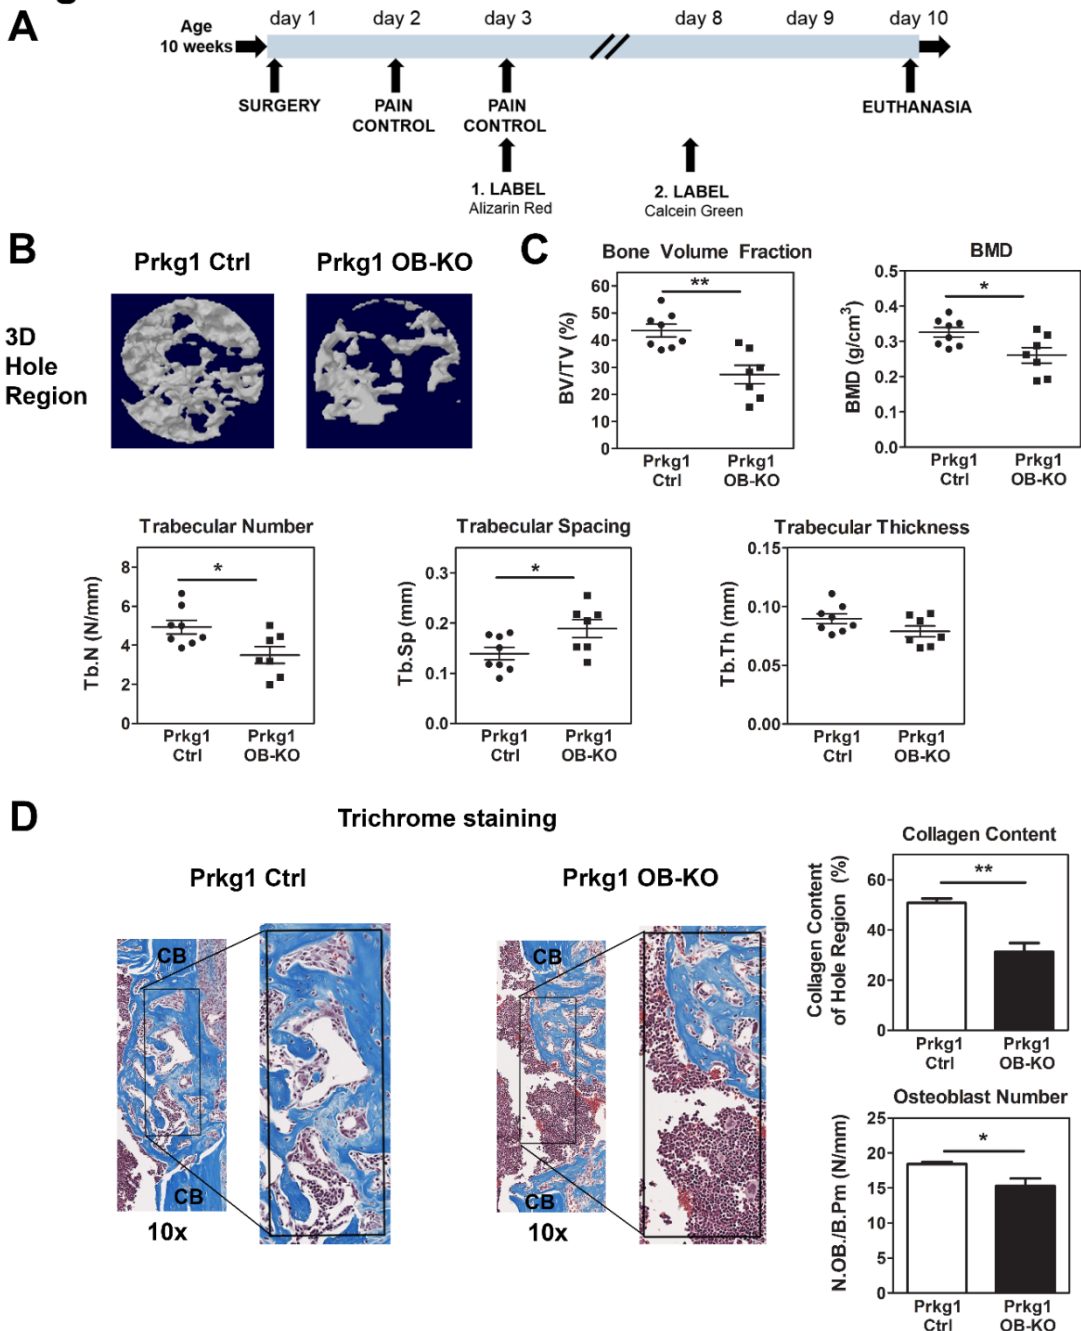 A
Age
10 weeks
day 1
day 2
day 3
day 8
day 9
day 10
SURGERY
PAIN
CONTROL
PAIN
CONTROL
EUTHANASIA
1. LABEL
Alizarin Red
2. LABEL
Calcein Green
B
Prkg1 Ctrl
Prkg1 OB-KO
3D
Hole
Region
C
Bone Volume Fraction
BV/TV (%)
60
50
40
30
20
10
0
**
Prkg1
Ctrl
Prkg1
OB-KO
BMD
BMD (g/cm³)
0.5
0.4
0.3
0.2
0.1
0.0
*
Prkg1
Ctrl
Prkg1
OB-KO
Trabecular Number
Tb.N (N/mm)
8
6
4
2
0
*
Prkg1
Ctrl
Prkg1
OB-KO
Trabecular Spacing
Tb.Sp (mm)
0.3
0.2
0.1
0.0
*
Prkg1
Ctrl
Prkg1
OB-KO
Trabecular Thickness
Tb.Th (mm)
0.15
0.10
0.05
0.00
Prkg1
Ctrl
Prkg1
OB-KO
D
Trichrome staining
Prkg1 Ctrl
CB
CB
10x
Prkg1 OB-KO
CB
CB
10x
Collagen Content
Collagen Content
of Hole Region (%)
60
40
20
0
**
Prkg1
Ctrl
Prkg1
OB-KO
Osteoblast Number
N.OB./B.Pm (N/mm)
25
20
15
10
5
0
*
Prkg1
Ctrl
Prkg1
OB-KO